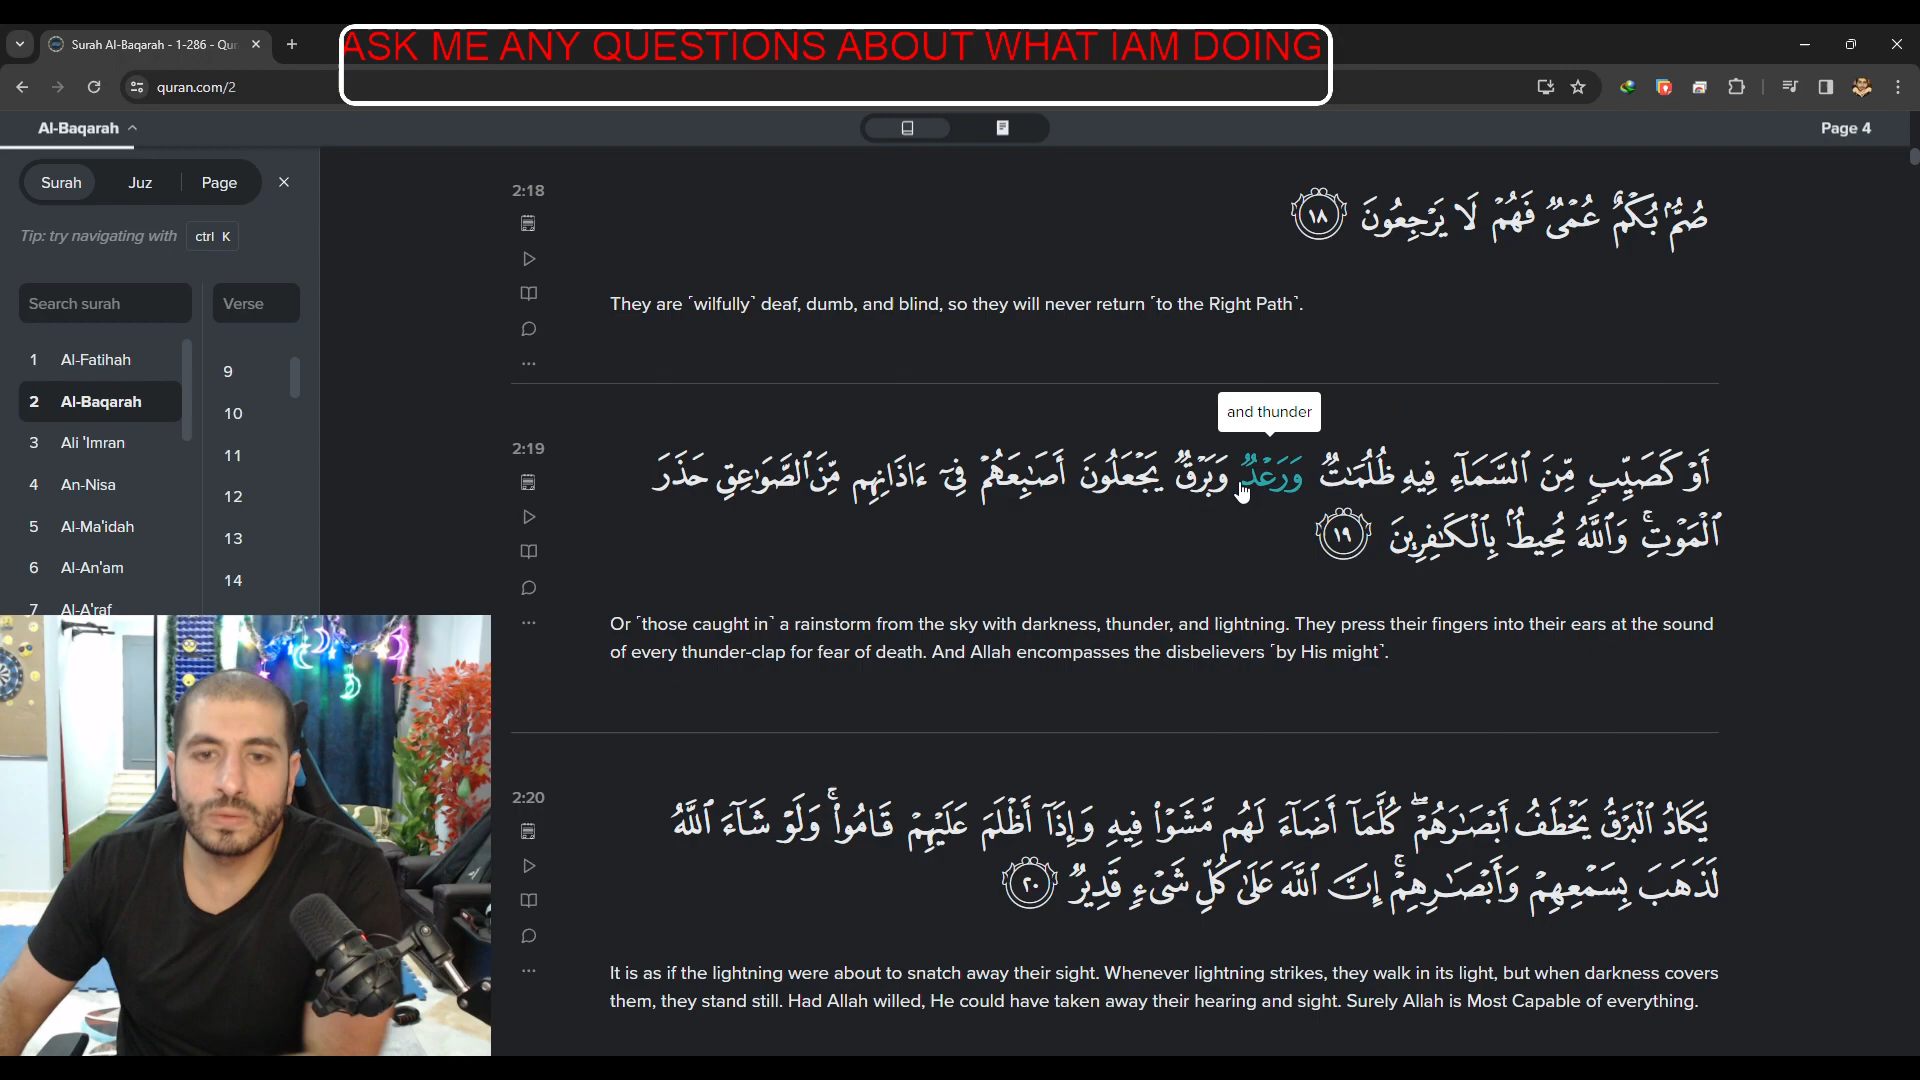 Surah Al-Baqarah - 1-286 - Qur
ASK ME ANY QUESTIONS ABOUT WHAT IAM DOING
quran.com/2
Al-Baqarah
Page 4
Surah
Juz
Page
Tip: try navigating with
ctrl K
Search surah
Verse
1 Al-Fatihah
2 Al-Baqarah
3 Ali 'Imran
4 An-Nisa
5 Al-Ma'idah
6 Al-An'am
7 Al-A'raf
9
10
11
12
13
14
2:18
صُمٌّۢ بُكْمٌ عُمْىٌ فَهُمْ لَا يَرْجِعُونَ ١٨
They are ˹wilfully˺ deaf, dumb, and blind, so they will never return ˹to the Right Path˺.
and thunder
2:19
أَوْ كَصَيِّبٍ مِّنَ ٱلسَّمَآءِ فِيهِ ظُلُمَـٰتٌ وَرَعْدٌ وَبَرْقٌ يَجْعَلُونَ أَصَـٰبِعَهُمْ فِىٓ ءَاذَانِهِم مِّنَ ٱلصَّوَٰعِقِ حَذَرَ
ٱلْمَوْتِ ۚ وَٱللَّهُ مُحِيطٌۢ بِٱلْكَـٰفِرِينَ ١٩
Or ˹those caught in˺ a rainstorm from the sky with darkness, thunder, and lightning. They press their fingers into their ears at the sound
of every thunder-clap for fear of death. And Allah encompasses the disbelievers ˹by His might˺.
2:20
يَكَادُ ٱلْبَرْقُ يَخْطَفُ أَبْصَـٰرَهُمْ ۖ كُلَّمَآ أَضَآءَ لَهُم مَّشَوْا۟ فِيهِ وَإِذَآ أَظْلَمَ عَلَيْهِمْ قَامُوا۟ ۚ وَلَوْ شَآءَ ٱللَّهُ
لَذَهَبَ بِسَمْعِهِمْ وَأَبْصَـٰرِهِمْ ۚ إِنَّ ٱللَّهَ عَلَىٰ كُلِّ شَىْءٍ قَدِيرٌ ٢٠
It is as if the lightning were about to snatch away their sight. Whenever lightning strikes, they walk in its light, but when darkness covers
them, they stand still. Had Allah willed, He could have taken away their hearing and sight. Surely Allah is Most Capable of everything.